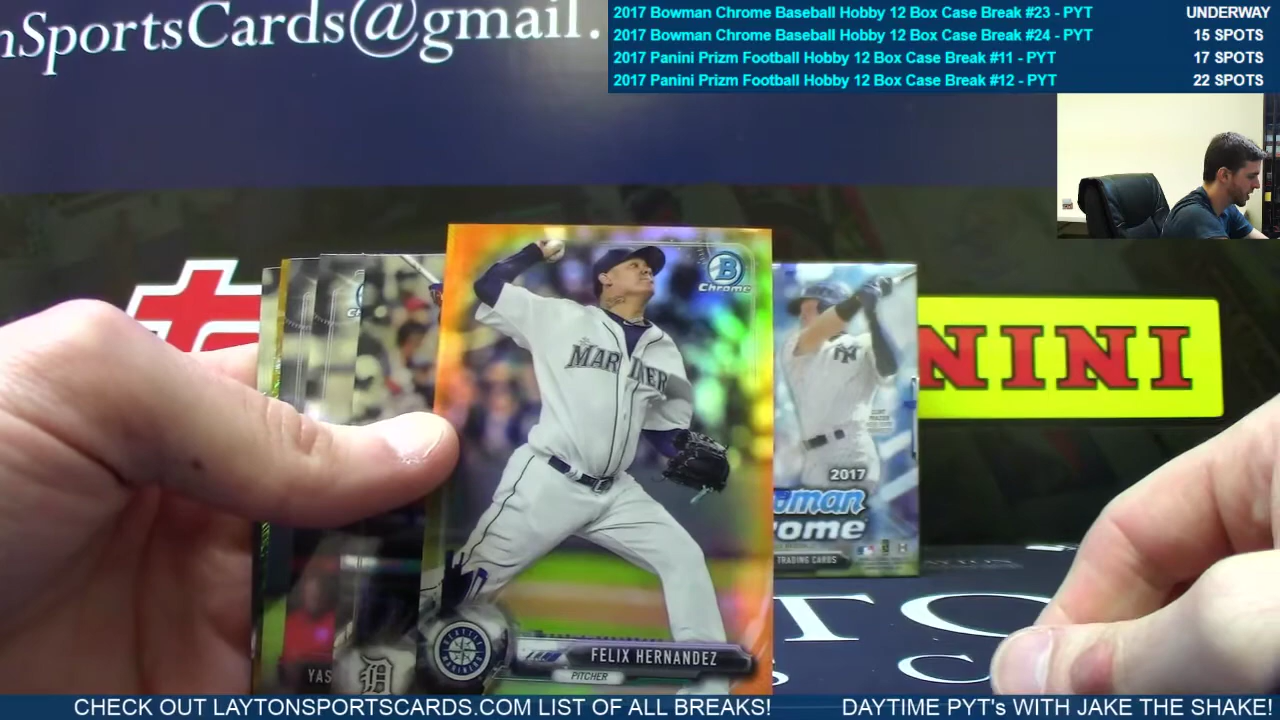 nSportsCards@gmail.
2017 Bowman Chrome Baseball Hobby 12 Box Case Break #23 - PYT UNDERWAY
2017 Bowman Chrome Baseball Hobby 12 Box Case Break #24 - PYT 15 SPOTS
2017 Panini Prizm Football Hobby 12 Box Case Break #11 - PYT 17 SPOTS
2017 Panini Prizm Football Hobby 12 Box Case Break #12 - PYT 22 SPOTS
B
Chrome
MARINER
NINI
NY
2017
owman
rome
TRADING CARDS
FELIX HERNANDEZ
PITCHER
YAS
D
CHECK OUT LAYTONSPORTSCARDS.COM LIST OF ALL BREAKS! DAYTIME PYT's WITH JAKE THE SHAKE!